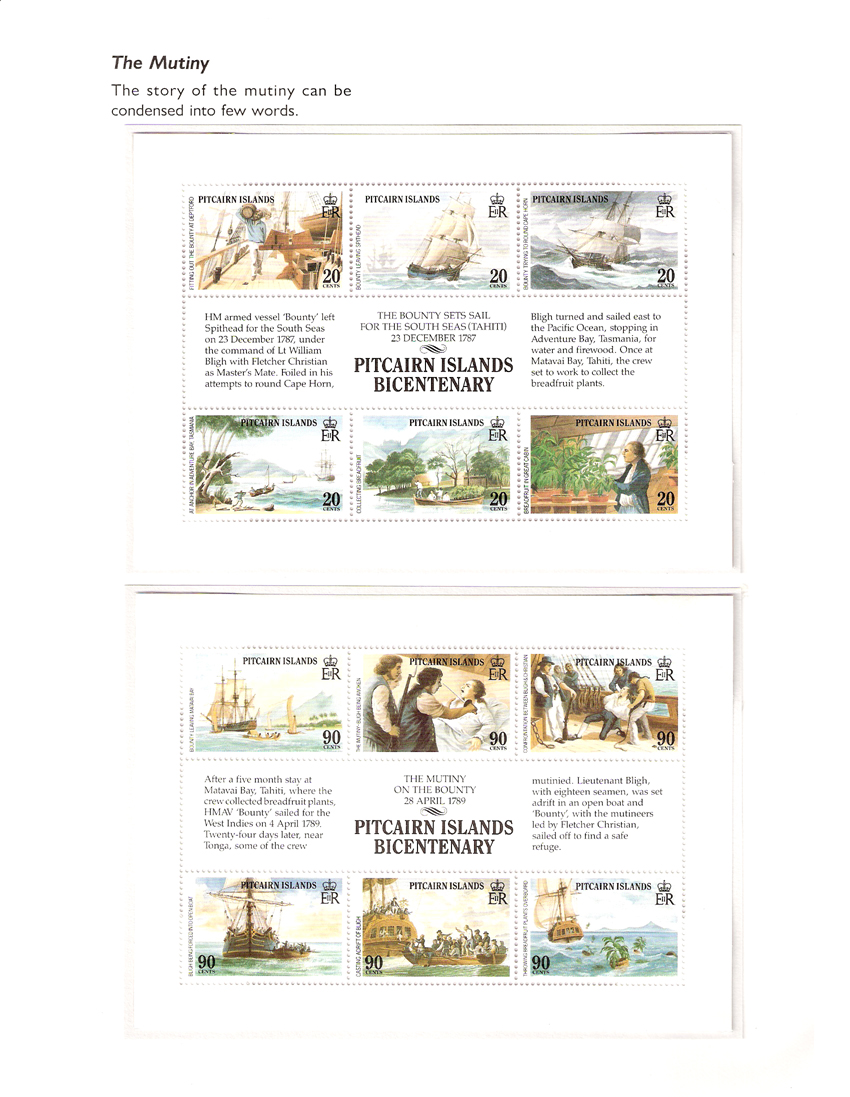 The Mutiny
The story of the mutiny can be
condensed into few words.
FITTING OUT THE BOUNTY AT DEPTFORD
PITCAIRN ISLANDS
EIIR
20
CENTS
BOUNTY LEAVING SPITHEAD
PITCAIRN ISLANDS
EIIR
20
CENTS
BOUNTY TRYING TO ROUND CAPE HORN
PITCAIRN ISLANDS
EIIR
20
CENTS
HM armed vessel 'Bounty' left
Spithead for the South Seas
on 23 December 1787, under
the command of Lt William
Bligh with Fletcher Christian
as Master's Mate. Foiled in his
attempts to round Cape Horn,
THE BOUNTY SETS SAIL
FOR THE SOUTH SEAS (TAHITI)
23 DECEMBER 1787
PITCAIRN ISLANDS
BICENTENARY
Bligh turned and sailed east to
the Pacific Ocean, stopping in
Adventure Bay, Tasmania, for
water and firewood. Once at
Matavai Bay, Tahiti, the crew
set to work to collect the
breadfruit plants.
AT ANCHOR IN ADVENTURE BAY, TASMANIA
PITCAIRN ISLANDS
EIIR
20
CENTS
COLLECTING BREADFRUIT
PITCAIRN ISLANDS
EIIR
20
CENTS
BREADFRUIT IN GREAT CABIN
PITCAIRN ISLANDS
EIIR
20
CENTS
BOUNTY LEAVING MATAVAI BAY
PITCAIRN ISLANDS
EIIR
90
CENTS
THE MUTINY-BLIGH BEING AWOKEN
PITCAIRN ISLANDS
EIIR
90
CENTS
CONFRONTATION BETWEEN BLIGH & CHRISTIAN
PITCAIRN ISLANDS
EIIR
90
CENTS
After a five month stay at
Matavai Bay, Tahiti, where the
crew collected breadfruit plants,
HMAV 'Bounty' sailed for the
West Indies on 4 April 1789.
Twenty-four days later, near
Tonga, some of the crew
THE MUTINY
ON THE BOUNTY
28 APRIL 1789
PITCAIRN ISLANDS
BICENTENARY
mutinied. Lieutenant Bligh,
with eighteen seamen, was set
adrift in an open boat and
'Bounty', with the mutineers
led by Fletcher Christian,
sailed off to find a safe
refuge.
BLIGH BEING FORCED INTO OPEN BOAT
PITCAIRN ISLANDS
EIIR
90
CENTS
CASTING ADRIFT OF BLIGH
PITCAIRN ISLANDS
EIIR
90
CENTS
THROWING BREADFRUIT PLANTS OVERBOARD
PITCAIRN ISLANDS
EIIR
90
CENTS